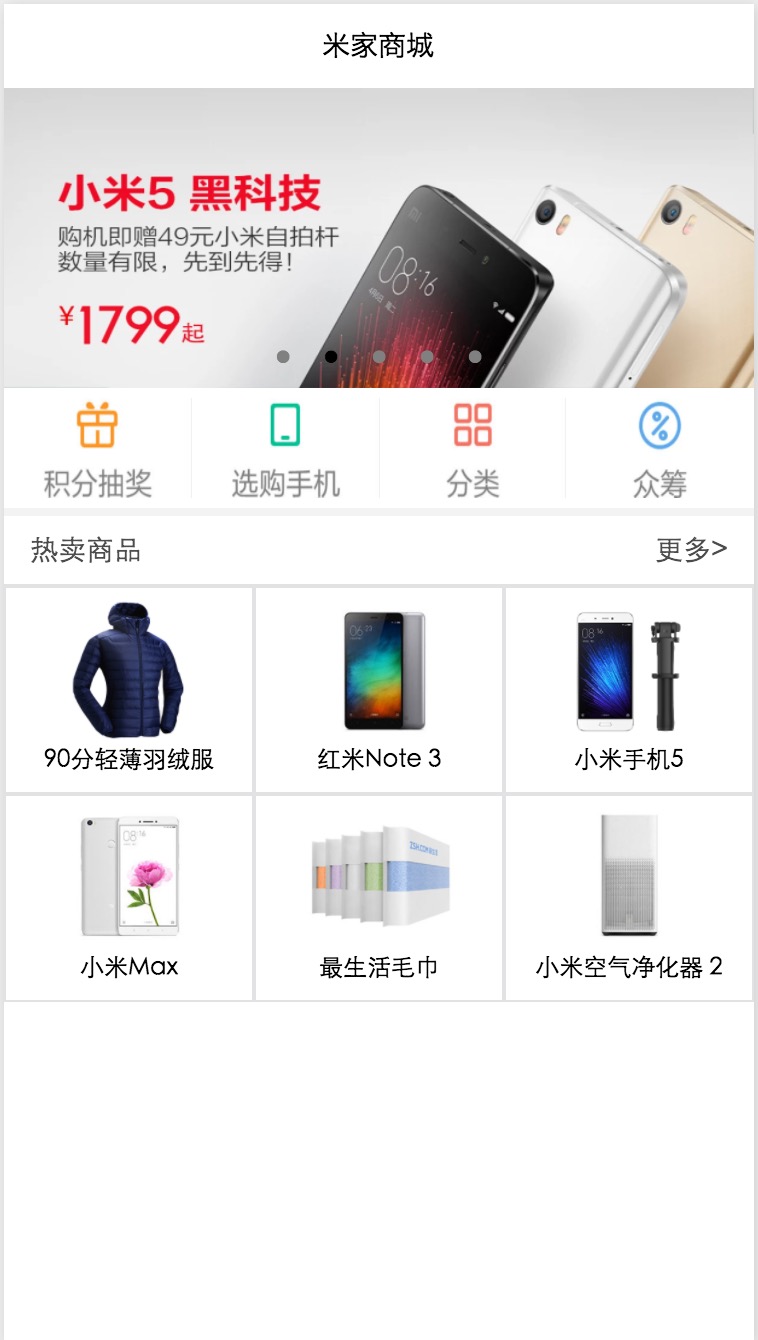 米家商城
小米5 黑科技
购机即赠49元小米自拍杆
数量有限，先到先得！
¥1799起
08:16
积分抽奖
选购手机
分类
众筹
热卖商品
更多>
90分轻薄羽绒服
红米Note 3
小米手机5
小米Max
最生活毛巾
小米空气净化器 2